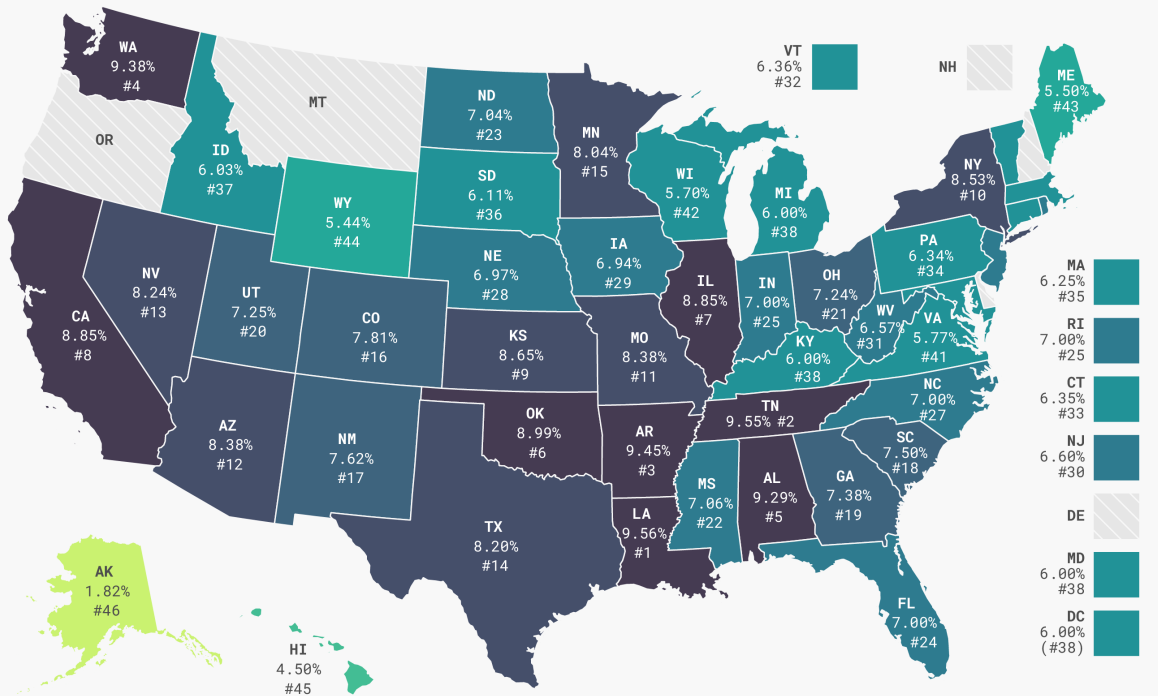 WA
9.38%
#4
OR
MT
ID
6.03%
#37
WY
5.44%
#44
ND
7.04%
#23
SD
6.11%
#36
NE
6.97%
#28
MN
8.04%
#15
WI
5.70%
#42
MI
6.00%
#38
VT
6.36%
#32
NH
ME
5.50%
#43
NY
8.53%
#10
CA
8.85%
#8
NV
8.24%
#13
UT
7.25%
#20
CO
7.81%
#16
KS
8.65%
#9
IA
6.94%
#29
MO
8.38%
#11
IL
8.85%
#7
IN
7.00%
#25
OH
7.24%
#21
PA
6.34%
#34
WV
6.57%
#31
VA
5.77%
#41
KY
6.00%
#38
AZ
8.38%
#12
NM
7.62%
#17
OK
8.99%
#6
AR
9.45%
#3
TN
9.55% #2
NC
7.00%
#27
SC
7.50%
#18
TX
8.20%
#14
LA
9.56%
#1
MS
7.06%
#22
AL
9.29%
#5
GA
7.38%
#19
FL
7.00%
#24
AK
1.82%
#46
HI
4.50%
#45
MA
6.25%
#35
RI
7.00%
#25
CT
6.35%
#33
NJ
6.60%
#30
DE
MD
6.00%
#38
DC
6.00%
(#38)